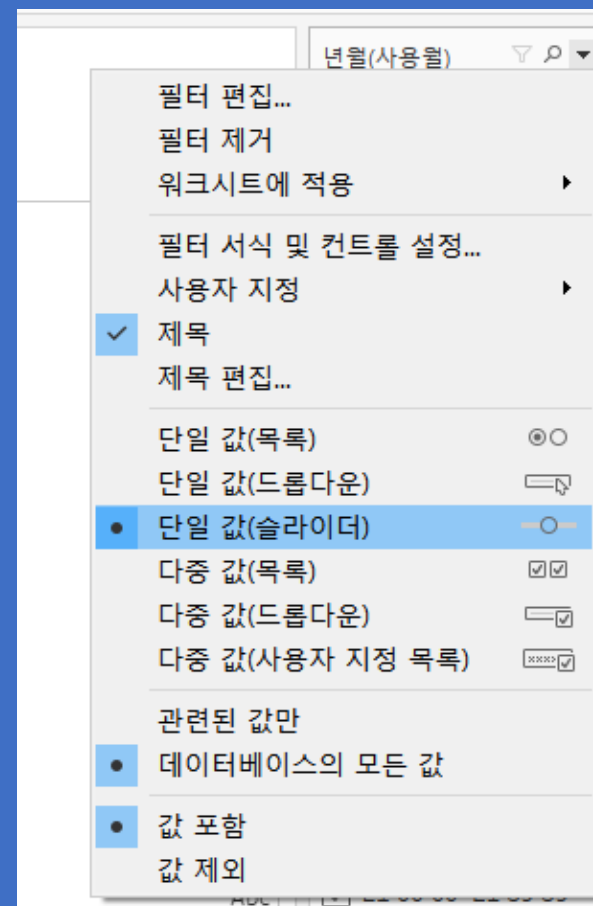 년월(사용월)
필터 편집...
필터 제거
워크시트에 적용
필터 서식 및 컨트롤 설정...
사용자 지정
제목
제목 편집...
단일 값(목록)
단일 값(드롭다운)
단일 값(슬라이더)
다중 값(목록)
다중 값(드롭다운)
다중 값(사용자 지정 목록)
관련된 값만
데이터베이스의 모든 값
값 포함
값 제외